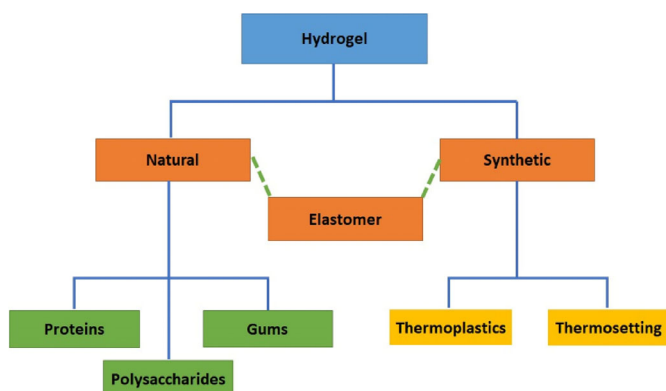 Hydrogel
Natural
Synthetic
Elastomer
Proteins
Gums
Thermoplastics
Thermosetting
Polysaccharides